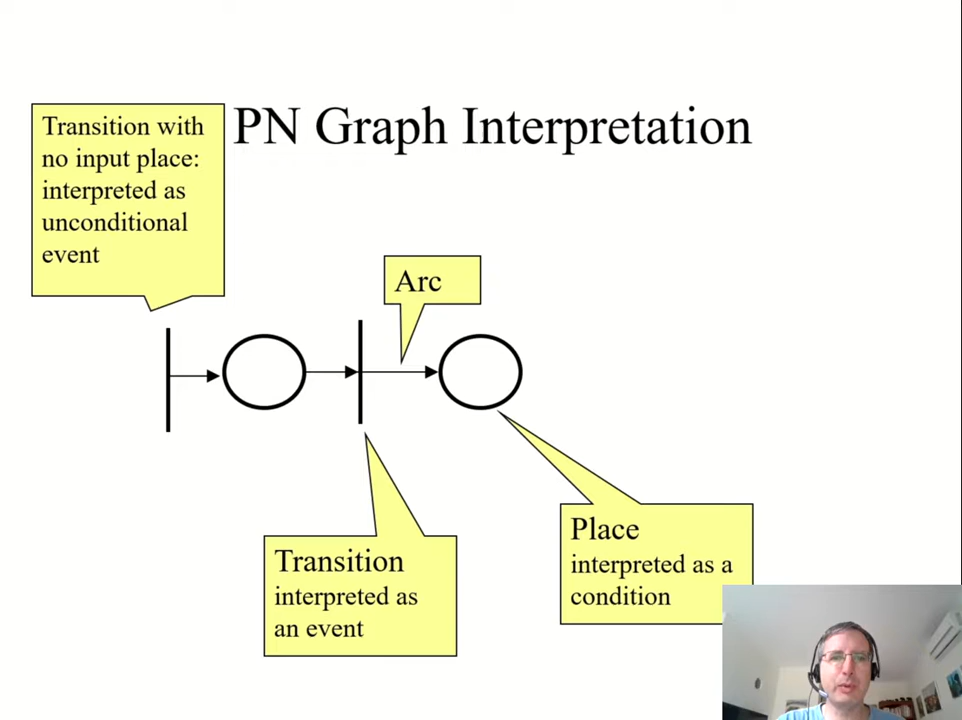 PN Graph Interpretation
Transition with
no input place:
interpreted as
unconditional
event
Arc
Transition
interpreted as
an event
Place
interpreted as a
condition